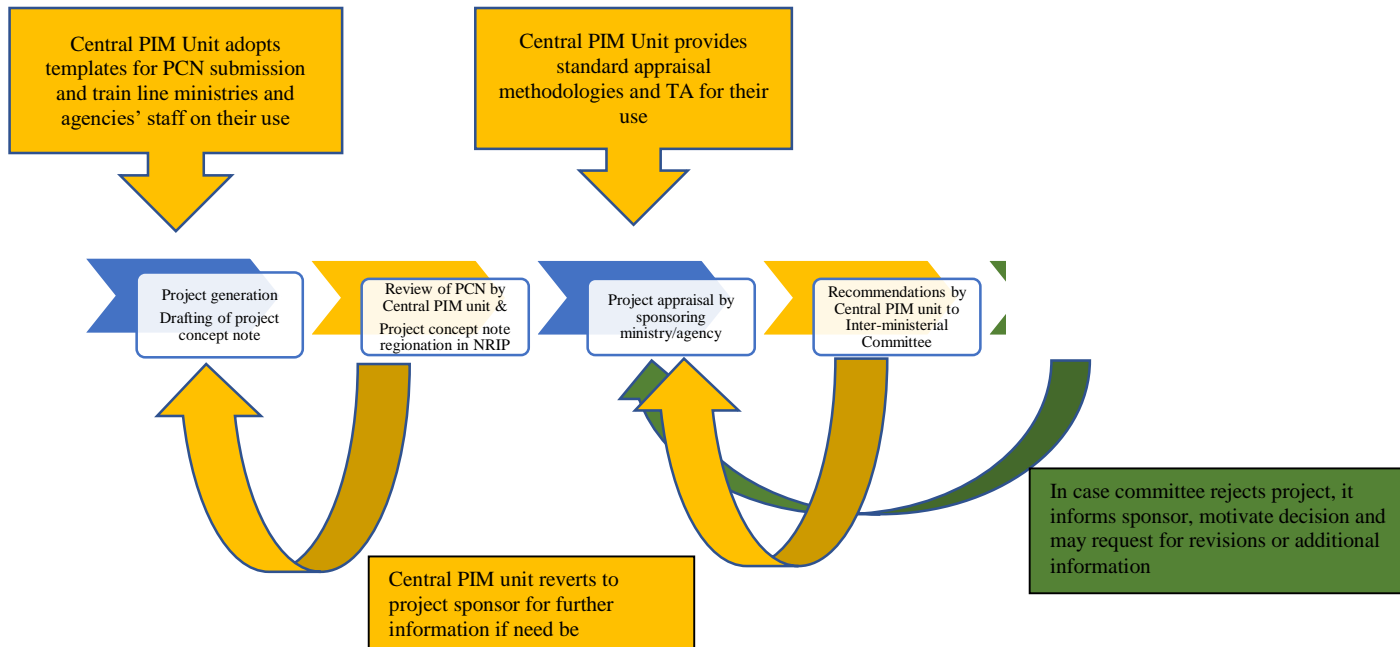 Central PIM Unit adopts
templates for PCN submission
and train line ministries and
agencies' staff on their use
Central PIM Unit provides
standard appraisal
methodologies and TA for their
use
Project generation
Drafting of project
concept note
Review of PCN by
Central PIM unit &
Project concept note
regionation in NRIP
Project appraisal by
sponsoring
ministry/agency
Recommendations by
Central PIM unit to
Inter-ministerial
Committee
In case committee rejects project, it
informs sponsor, motivate decision and
may request for revisions or additional
information
Central PIM unit reverts to
project sponsor for further
information if need be